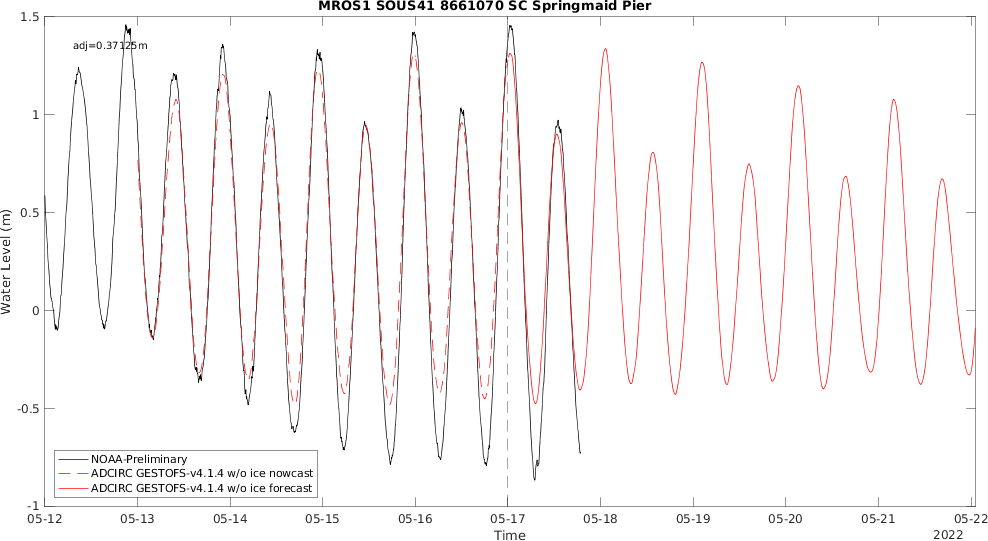 MROS1 SOUS41 8661070 SC Springmaid Pier
1.5
adj=0.37125m
1
0.5
0
-0.5
-1
Water Level (m)
NOAA-Preliminary
ADCIRC GESTOFS-v4.1.4 w/o ice nowcast
ADCIRC GESTOFS-v4.1.4 w/o ice forecast
05-12 05-13 05-14 05-15 05-16 05-17 05-18 05-19 05-20 05-21 05-22
Time
2022